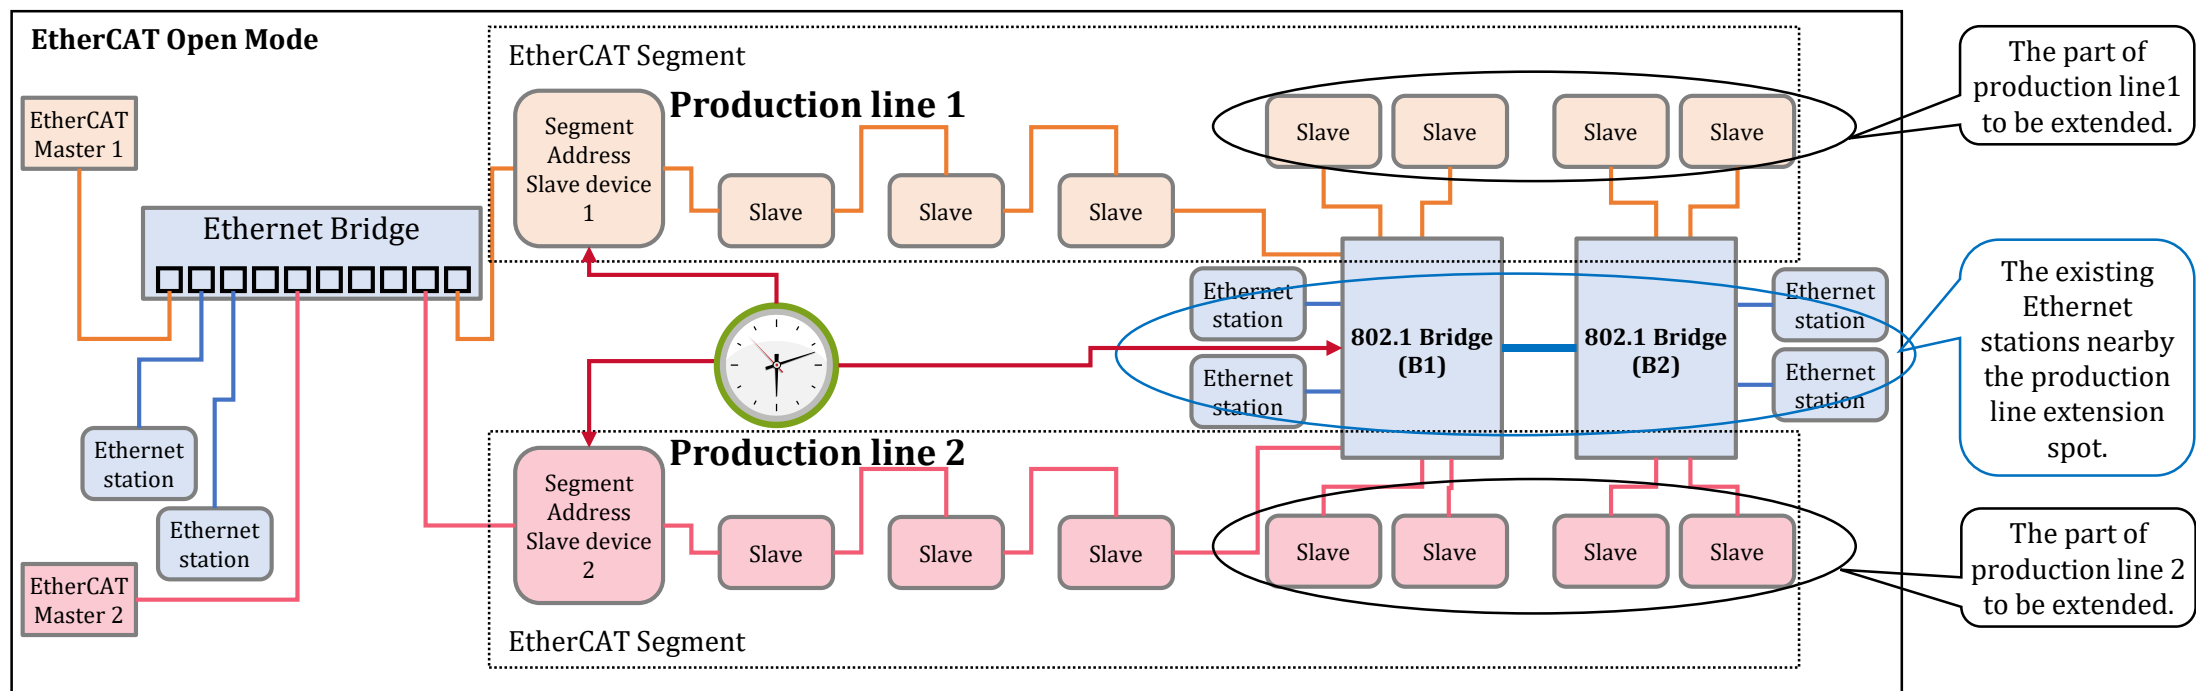 EtherCAT Open Mode
EtherCAT Segment
The part of
production line1
to be extended.
EtherCAT
Master 1
Segment
Address
Slave device
1
Production line 1
Slave
Slave
Slave
Slave
Slave
Slave
Slave
Ethernet Bridge
Ethernet
station
Ethernet
station
802.1 Bridge
(B1)
802.1 Bridge
(B2)
Ethernet
station
Ethernet
station
The existing
Ethernet
stations nearby
the production
line extension
spot.
Ethernet
station
Ethernet
station
EtherCAT
Master 2
Segment
Address
Slave device
2
Production line 2
Slave
Slave
Slave
Slave
Slave
Slave
Slave
The part of
production line 2
to be extended.
EtherCAT Segment